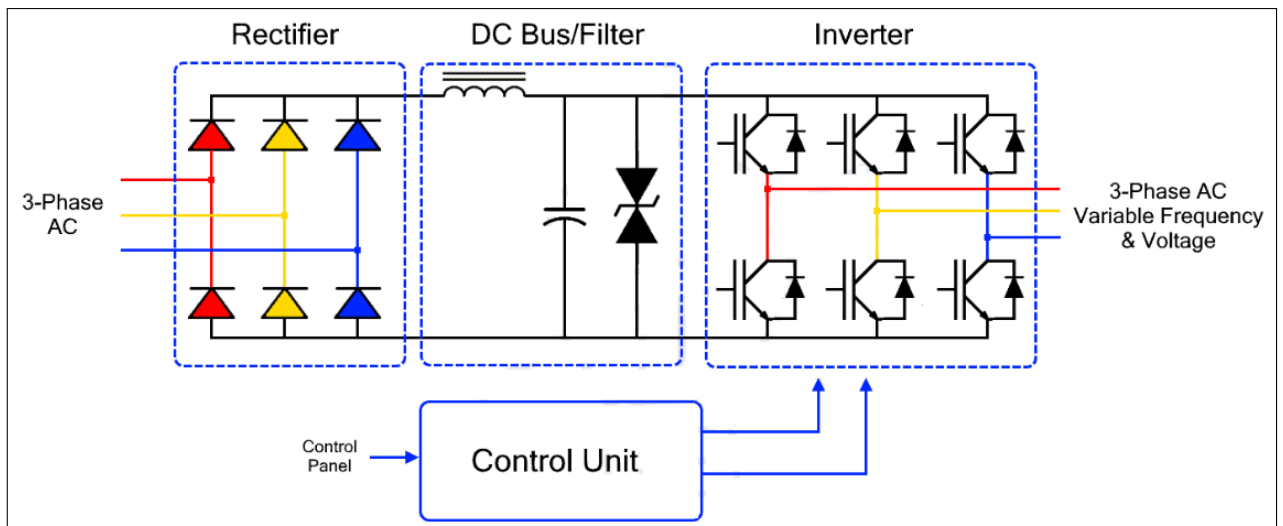 Rectifier
DC Bus/Filter
Inverter
3-Phase
AC
3-Phase AC
Variable Frequency
& Voltage
Control
Panel
Control Unit